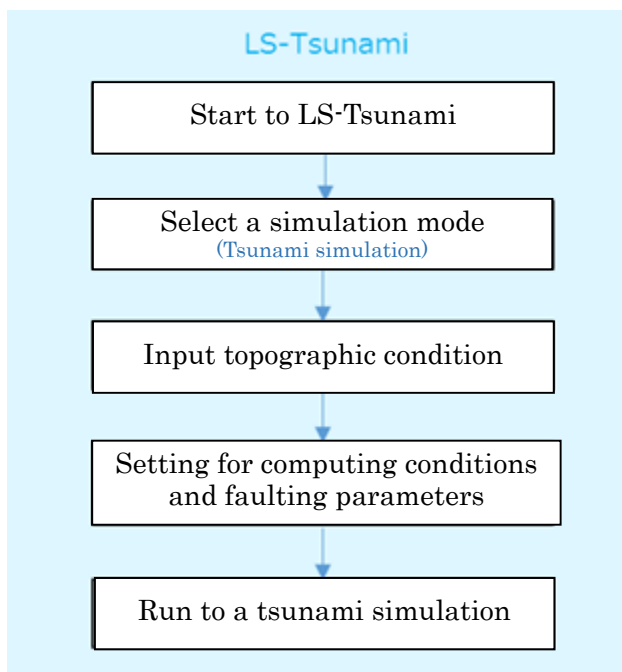 LS-Tsunami
Start to LS-Tsunami
Select a simulation mode
(Tsunami simulation)
Input topographic condition
Setting for computing conditions
and faulting parameters
Run to a tsunami simulation